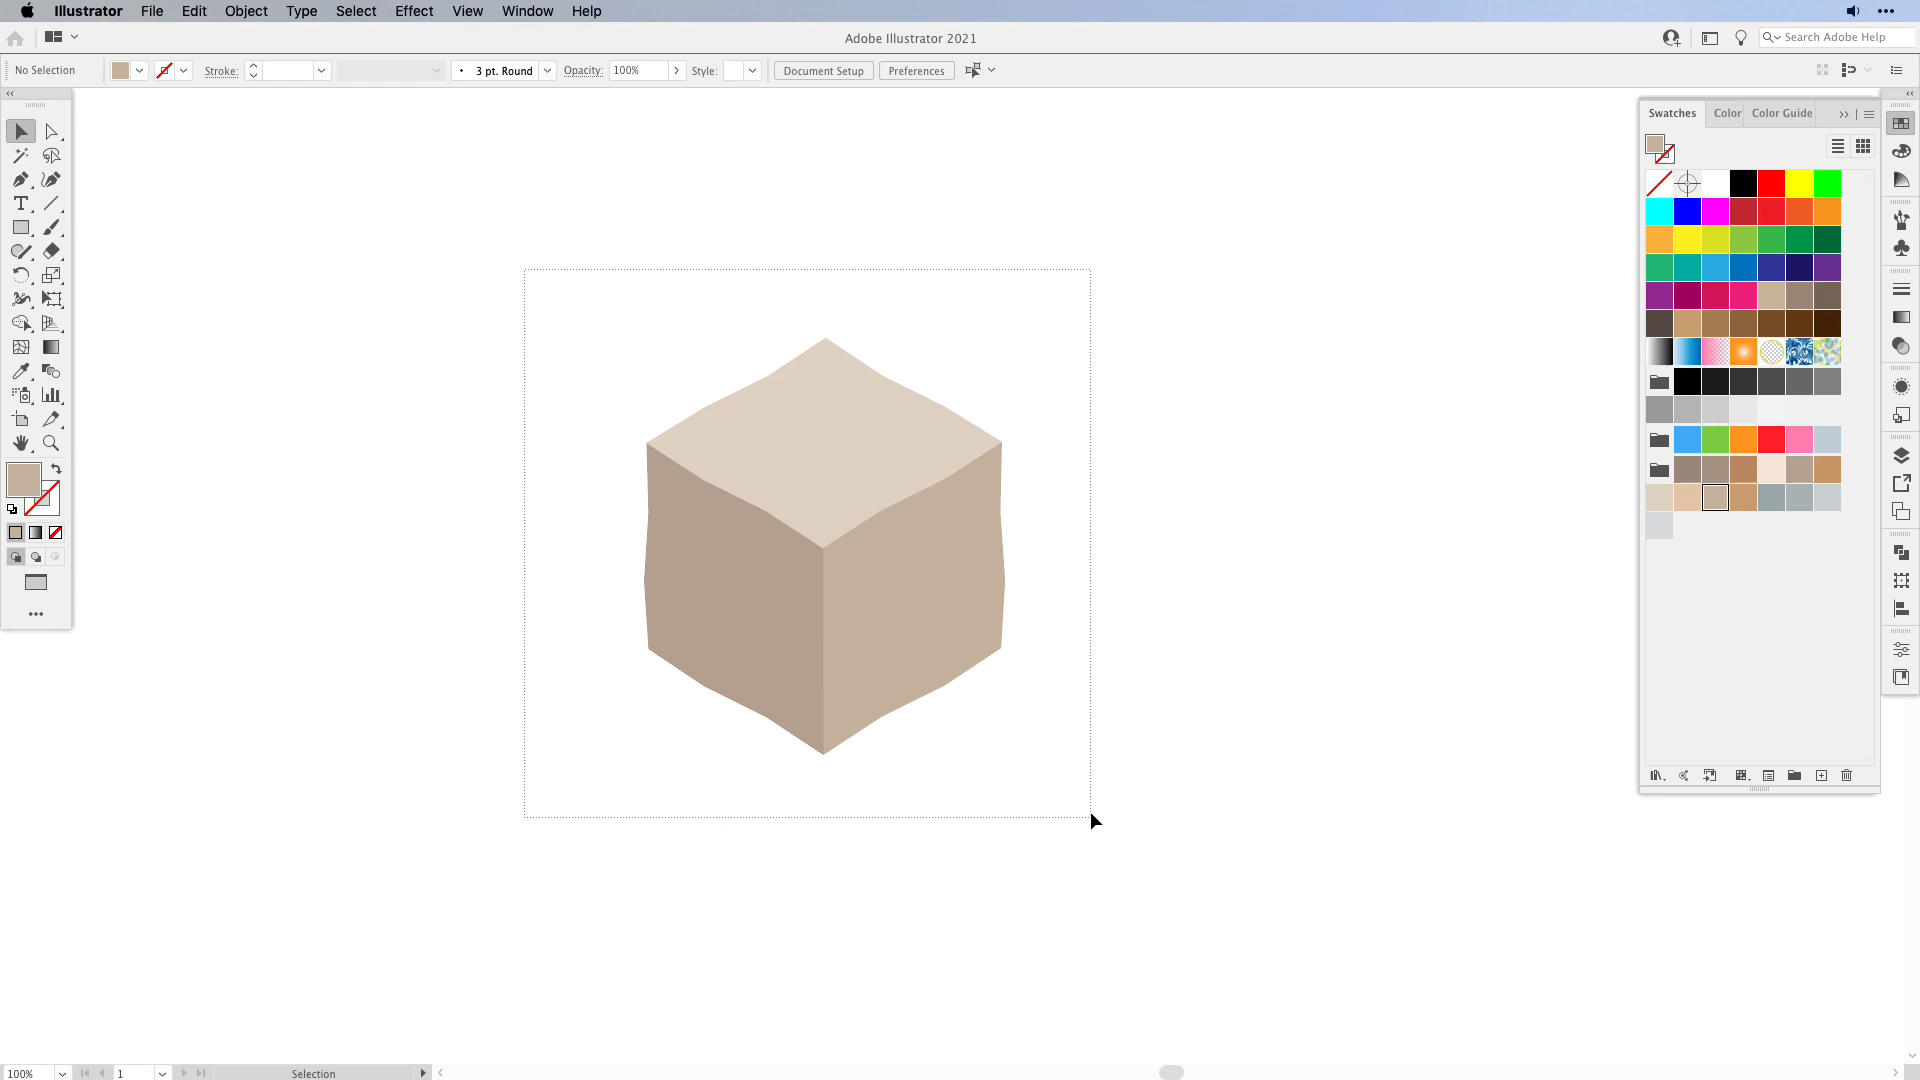 Illustrator File Edit Object Type Select Effect View Window Help
Adobe Illustrator 2021
Search Adobe Help
No Selection
Stroke:
3 pt. Round
Opacity: 100%
Style:
Document Setup
Preferences
Swatches Color Color Guide
100%
1
Selection